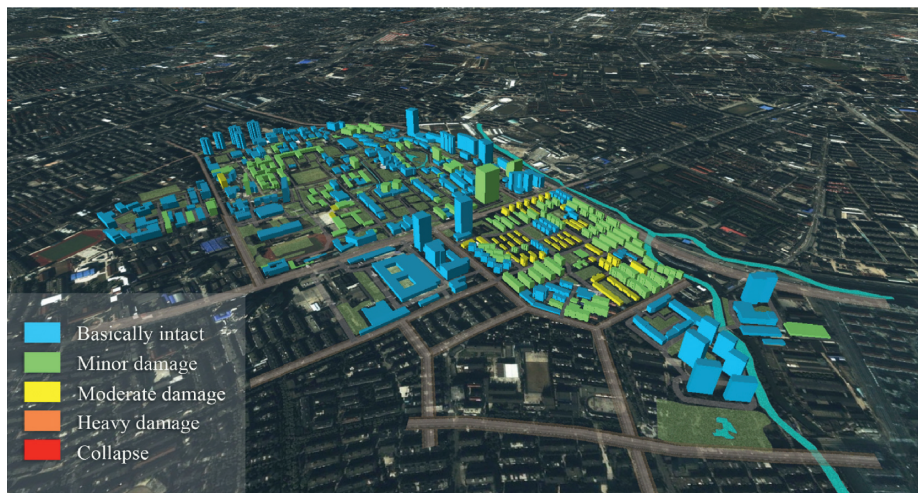 Basically intact
Minor damage
Moderate damage
Heavy damage
Collapse